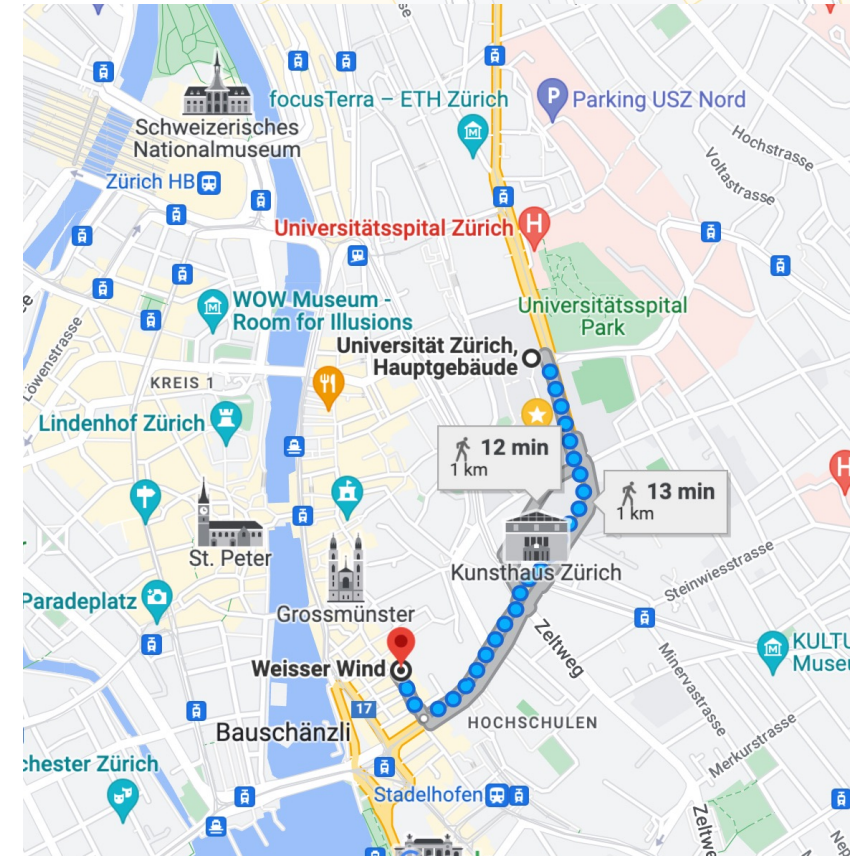 focusTerra – ETH Zürich
P
Parking USZ Nord
Schweizerisches
Nationalmuseum
Hochstrasse
Voltastrasse
Zürich HB
Universitätsspital Zürich
H
WOW Museum -
Room for Illusions
Universitätsspital
Park
Löwenstrasse
Universität Zürich,
Hauptgebäude
KREIS 1
Lindenhof Zürich
12 min
1 km
H
13 min
1 km
St. Peter
Kunsthaus Zürich
Steinwiesstrasse
Paradeplatz
Grossmünster
Zeltweg
KULTU
Museu
Weisser Wind
Minervastrasse
17
HOCHSCHULEN
Bauschänzli
Merkurstrasse
chester Zürich
Stadelhofen
Zeltwe